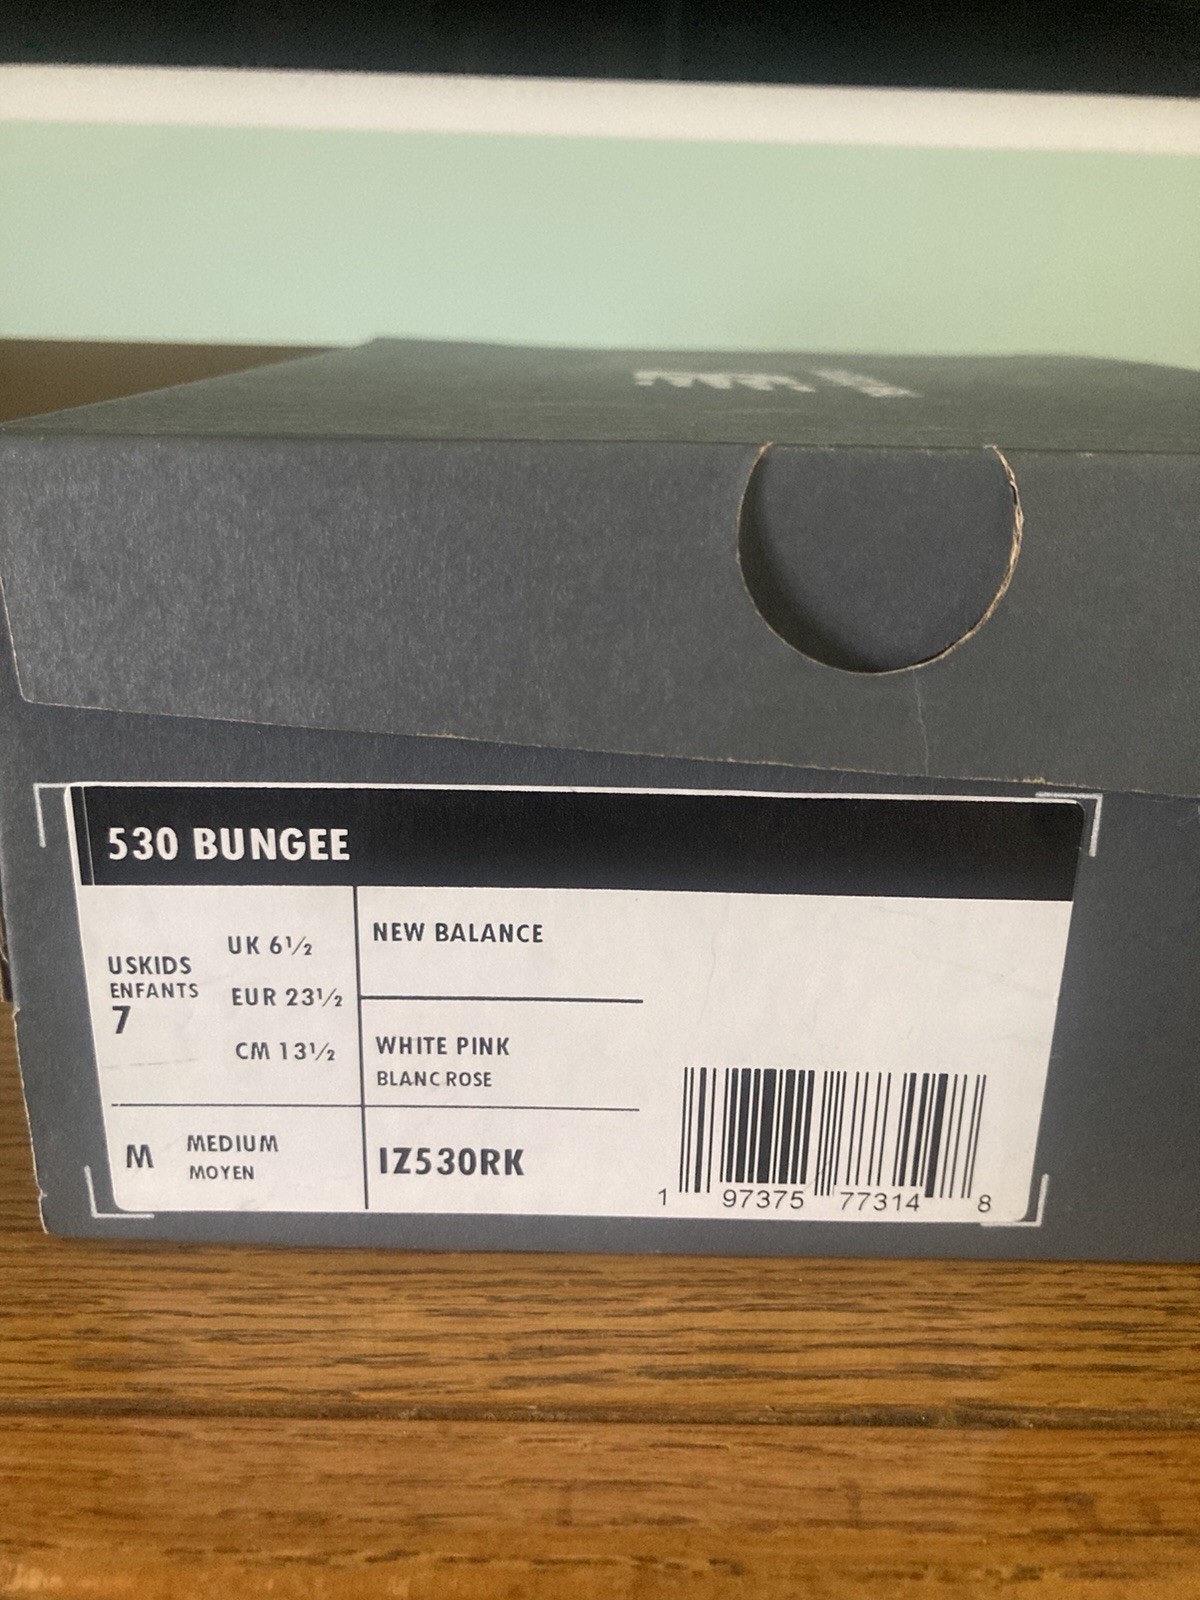 530 BUNGEE
USKIDS
ENFANTS
7
UK 6½
EUR 23½
CM 13½
NEW BALANCE
WHITE PINK
BLANC ROSE
M MEDIUM
MOYEN
IZ530RK
1 97375 77314 8